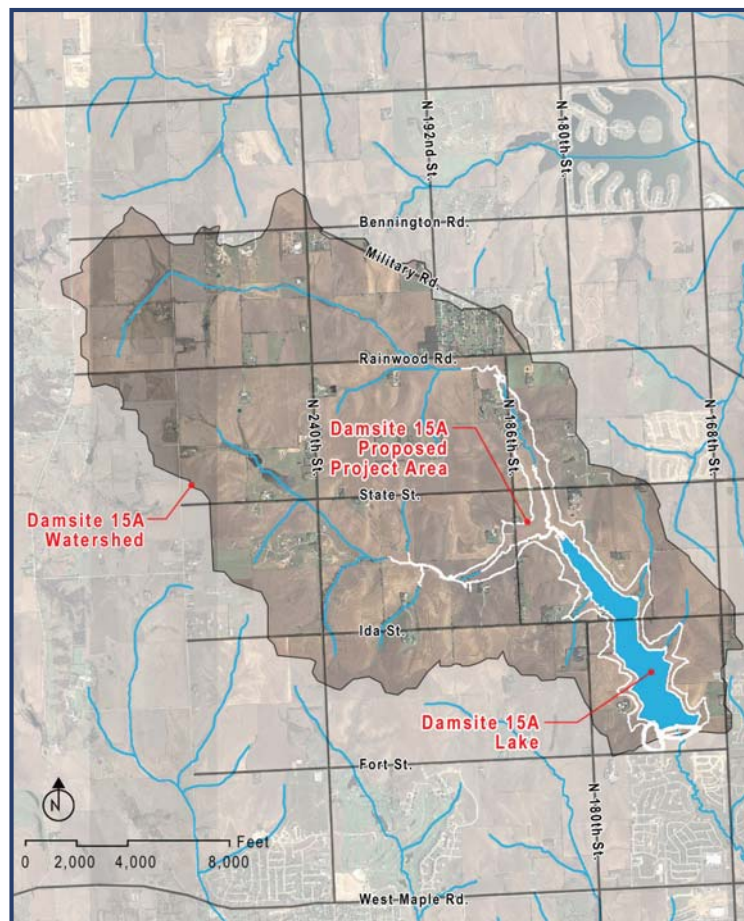 N 192nd St.
N 180th St.
Bennington Rd.
Military Rd.
Rainwood Rd.
N 240th St.
N 186th St.
N 168th St.
Damsite 15A
Proposed
Project Area
State St.
Damsite 15A
Watershed
Ida St.
Damsite 15A
Lake
Fort St.
N 180th St.
N
Feet
0 2,000 4,000 8,000
West Maple Rd.